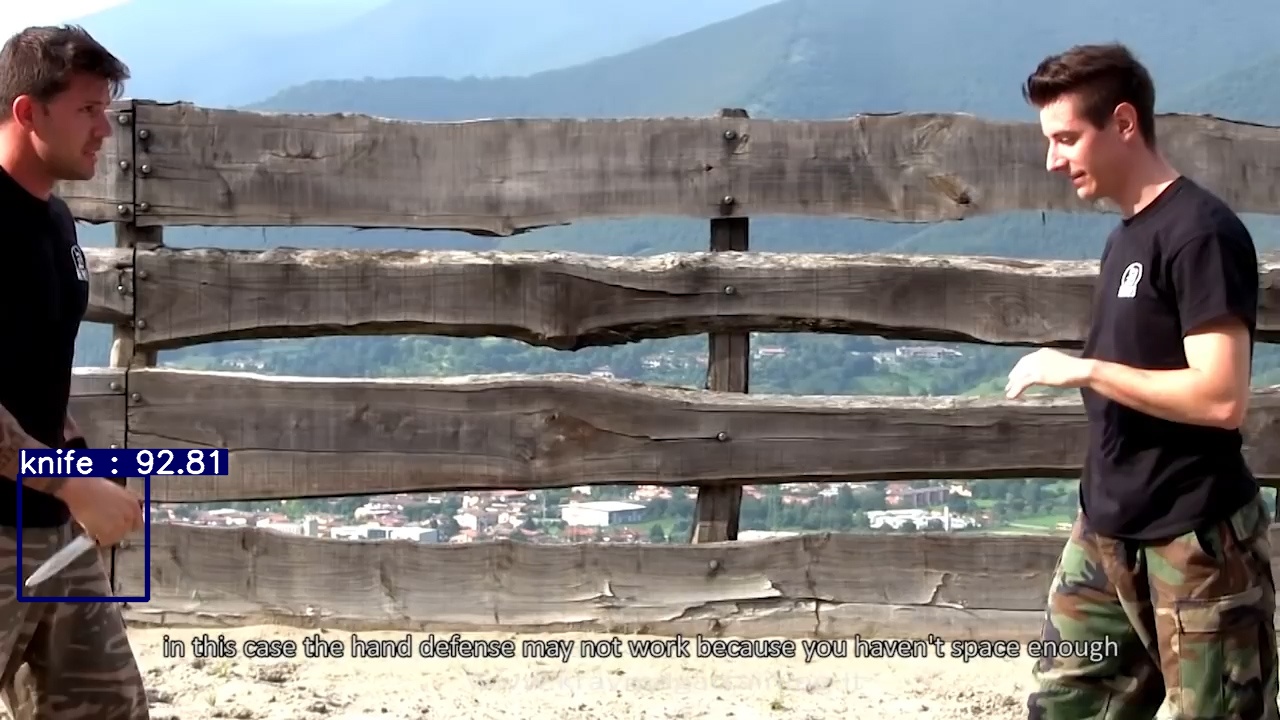 knife : 92.81
in this case the hand defense may not work because you haven't space enough